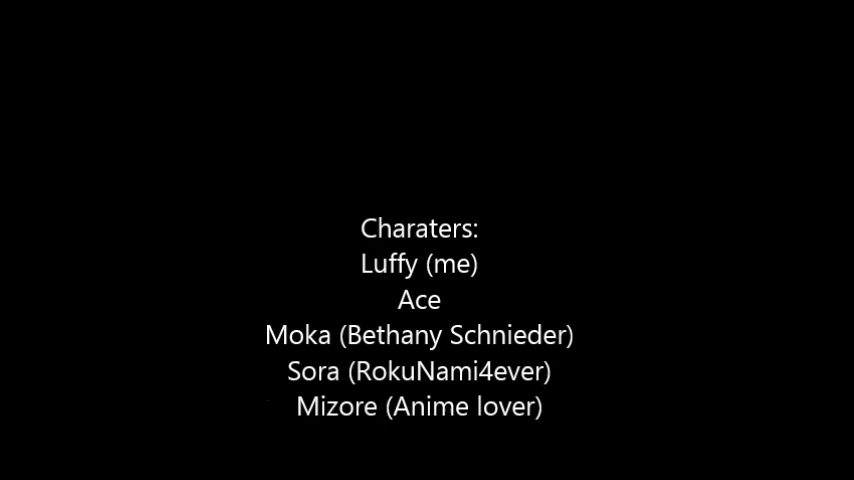 Charaters:
Luffy (me)
Ace
Moka (Bethany Schnieder)
Sora (RokuNami4ever)
Mizore (Anime lover)